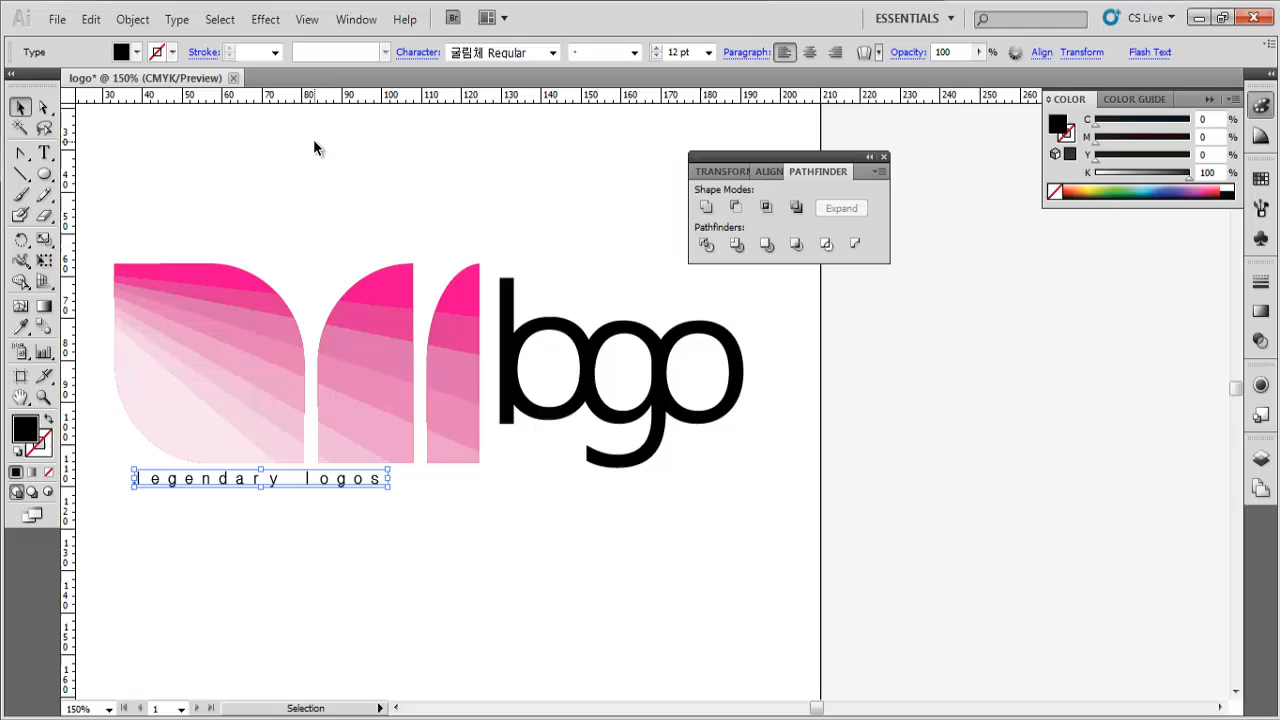 Ai File Edit Object Type Select Effect View Window Help Br ESSENTIALS CS Live
Type Stroke: Character: 굴림체 Regular - 12 pt Paragraph: Opacity: 100 % Align Transform Flash Text
logo* @ 150% (CMYK/Preview)
30 40 50 60 70 80 90 100 110 120 130 140 150 160 170 180 190 200 210 220 230 240 250 260
COLOR COLOR GUIDE
C 0 %
M 0 %
Y 0 %
K 100 %
TRANSFORM ALIGN PATHFINDER
Shape Modes:
Expand
Pathfinders:
bgo
legendary logos
150% 1 Selection